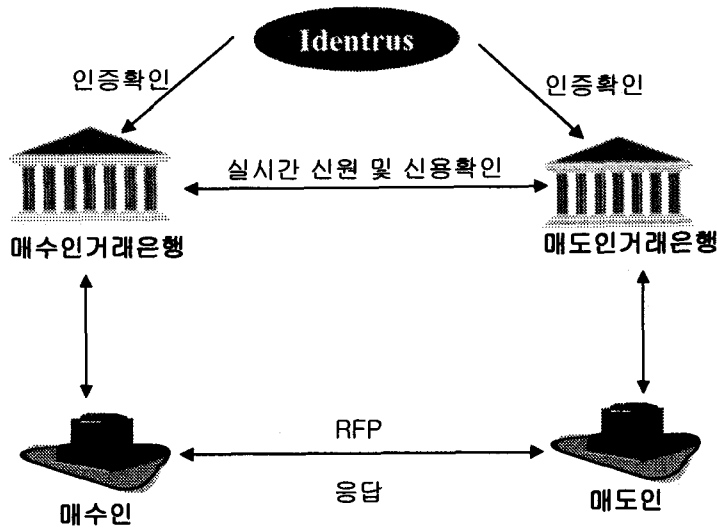 Identrus
인증확인
인증확인
실시간 신원 및 신용확인
매수인거래은행
매도인거래은행
RFP
응답
매수인
매도인